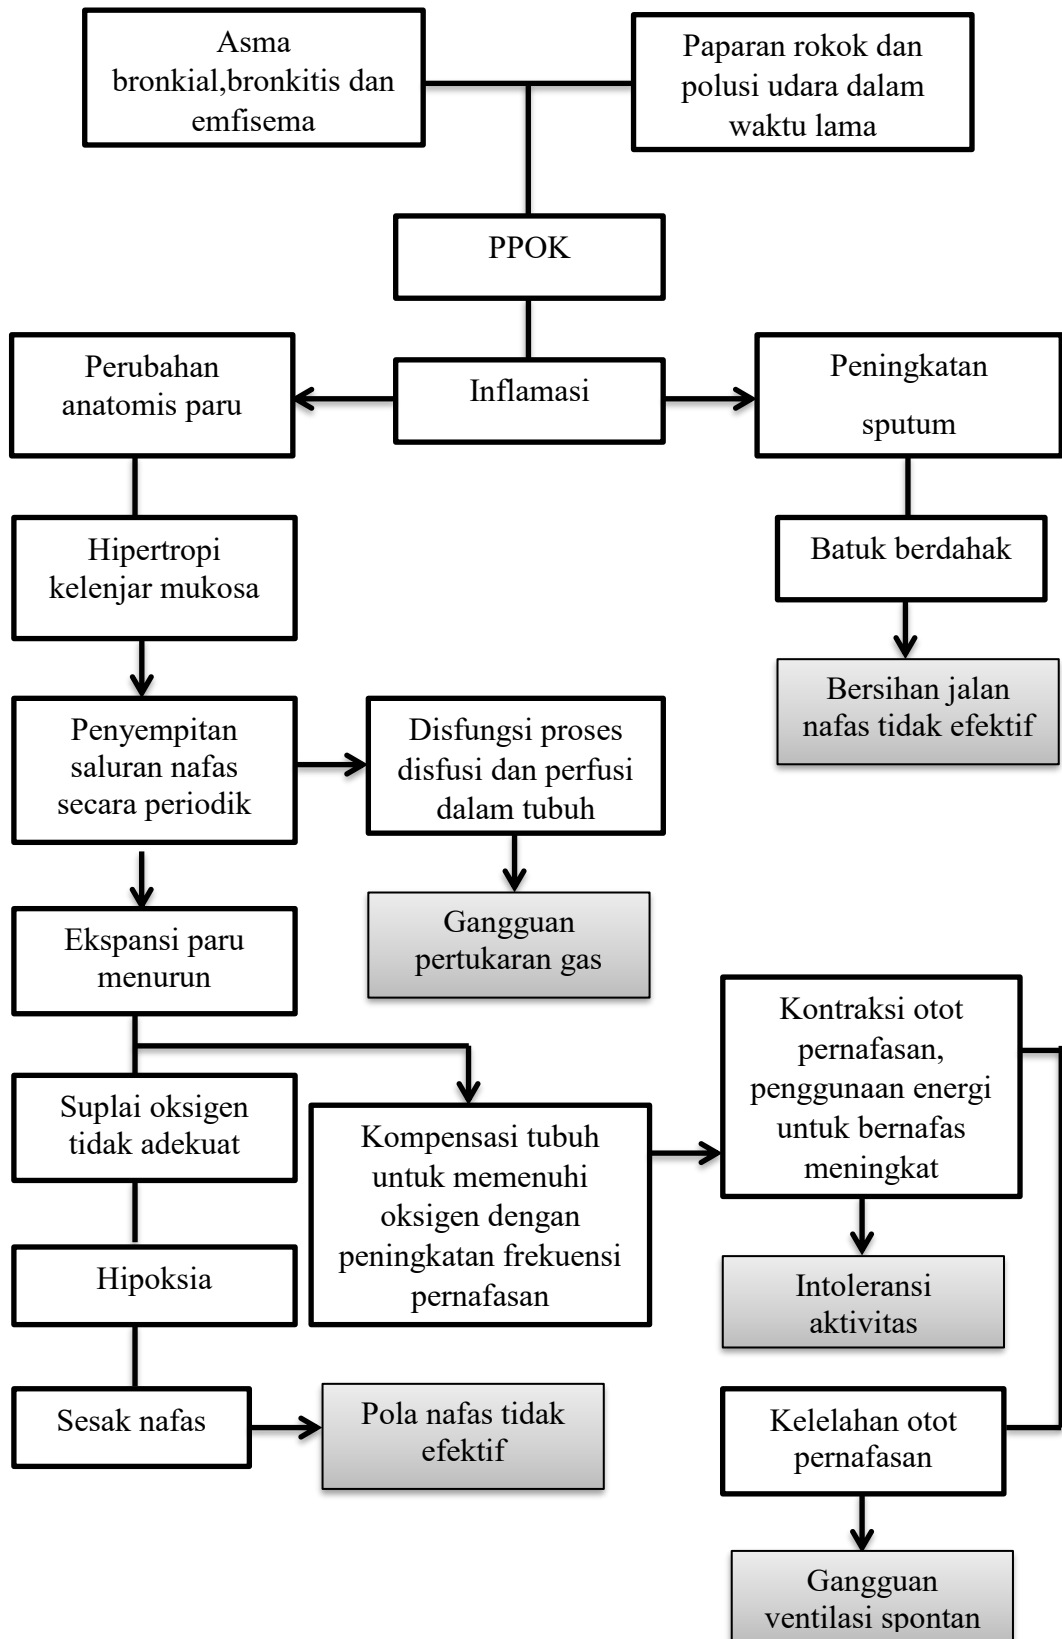 Asma
bronkial,bronkitis dan
emfisema
Paparan rokok dan
polusi udara dalam
waktu lama
PPOK
Perubahan
anatomis paru
Inflamasi
Peningkatan
sputum
Hipertropi
kelenjar mukosa
Batuk berdahak
Penyempitan
saluran nafas
secara periodik
Disfungsi proses
disfusi dan perfusi
dalam tubuh
Bersihan jalan
nafas tidak efektif
Ekspansi paru
menurun
Gangguan
pertukaran gas
Suplai oksigen
tidak adekuat
Kompensasi tubuh
untuk memenuhi
oksigen dengan
peningkatan frekuensi
pernafasan
Kontraksi otot
pernafasan,
penggunaan energi
untuk bernafas
meningkat
Hipoksia
Intoleransi
aktivitas
Sesak nafas
Pola nafas tidak
efektif
Kelelahan otot
pernafasan
Gangguan
ventilasi spontan